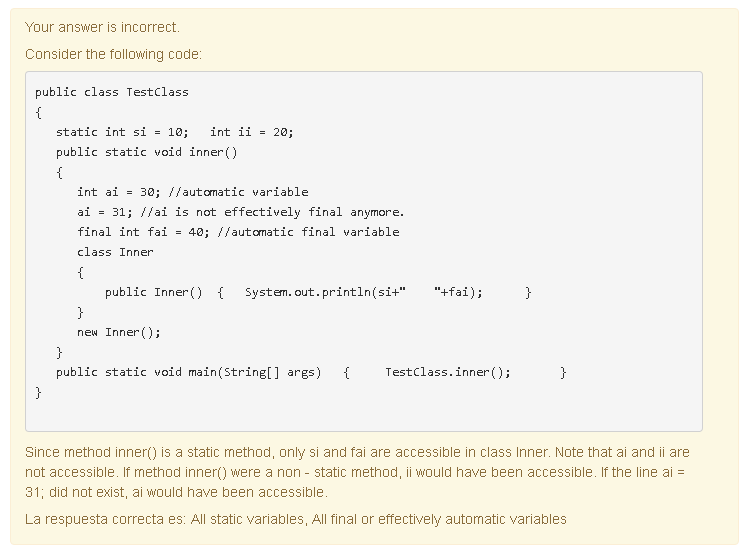 Your answer is incorrect.
Consider the following code:
public class TestClass
{
   static int si = 10;   int ii = 20;
   public static void inner()
   {
      int ai = 30; //automatic variable
      ai = 31; //ai is not effectively final anymore.
      final int fai = 40; //automatic final variable
      class Inner
      {
          public Inner()  {   System.out.println(si+"    "+fai);      }
      }
      new Inner();
   }
   public static void main(String[] args)   {     TestClass.inner();       }
}
Since method inner() is a static method, only si and fai are accessible in class Inner. Note that ai and ii are
not accessible. If method inner() were a non - static method, ii would have been accessible. If the line ai =
31; did not exist, ai would have been accessible.
La respuesta correcta es: All static variables, All final or effectively automatic variables